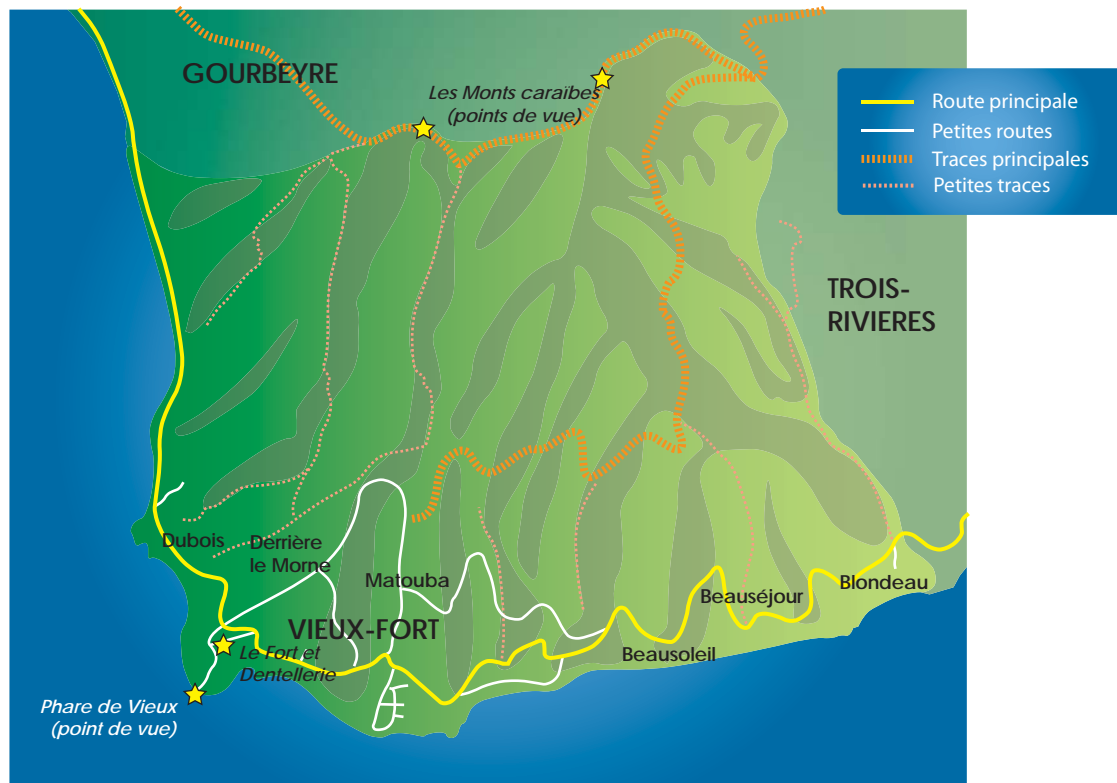 GOURBEYRE
Les Monts caraïbes
(points de vue)
Route principale
Petites routes
Traces principales
Petites traces
TROIS-
RIVIERES
Dubois
Derrière
le Morne
Matouba
Blondeau
Beauséjour
VIEUX-FORT
Beausoleil
Le Fort et
Dentellerie
Phare de Vieux
(point de vue)